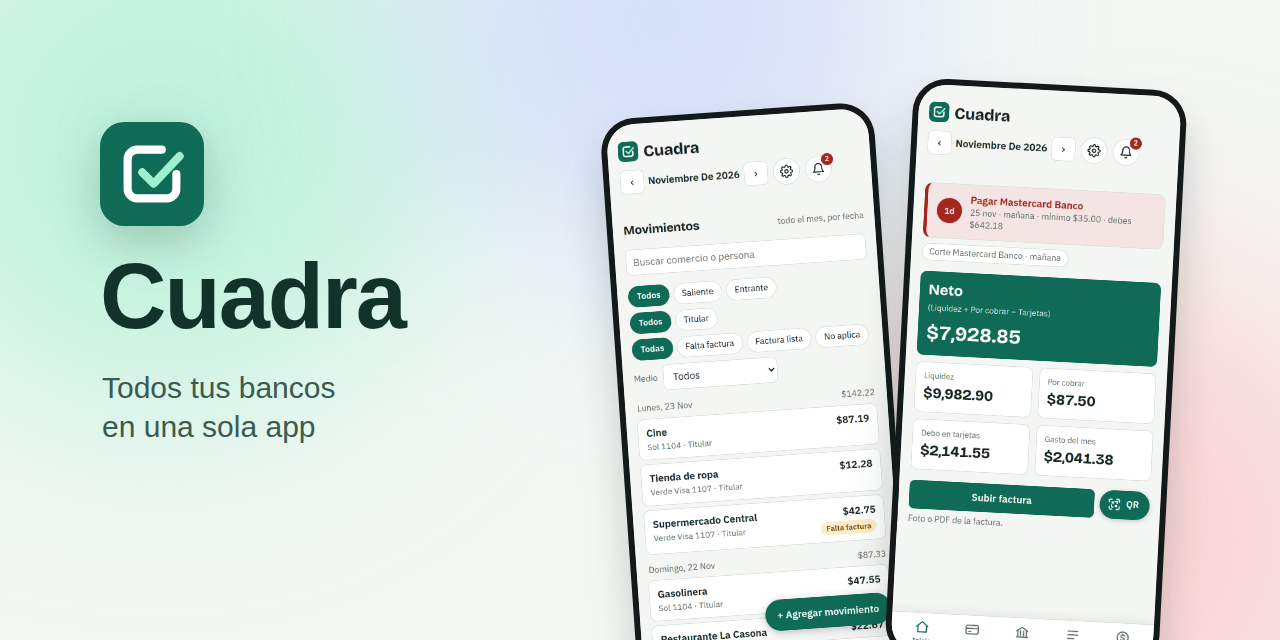 Cuadra
Todos tus bancos
en una sola app
Cuadra
‹ Noviembre De 2026 › 2
Movimientos todo el mes, por fecha
Buscar comercio o persona
Todos Saliente Entrante
Todos Titular
Todas Falta factura Factura lista No aplica
Medio Todos
Lunes, 23 Nov $142.22
Cine $87.19
Sol 1104 · Titular
Tienda de ropa $12.28
Verde Visa 1107 · Titular
Supermercado Central $42.75
Verde Visa 1107 · Titular Falta factura
Domingo, 22 Nov $87.33
Gasolinera $47.55
Sol 1104 · Titular
+ Agregar movimiento
Restaurante La Casona
Cuadra
‹ Noviembre De 2026 › 2
1d
Pagar Mastercard Banco
25 nov · mañana · mínimo $35.00 · debes
$642.18
Corte Mastercard Banco · mañana
Neto
(Liquidez + Por cobrar − Tarjetas)
$7,928.85
Liquidez
$9,982.90
Por cobrar
$87.50
Debo en tarjetas
$2,141.55
Gasto del mes
$2,041.38
Subir factura
QR
Foto o PDF de la factura.